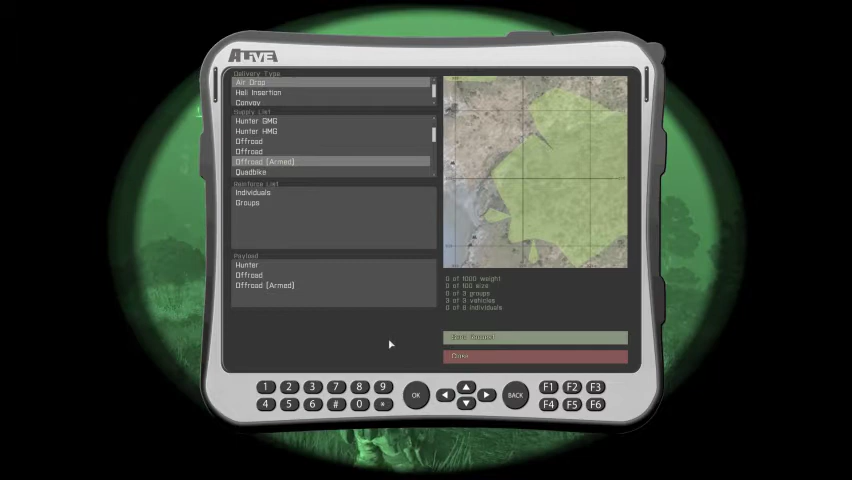 ALiVE
Delivery Type
Air Drop
Heli Insertion
Convoy
Supply List
Hunter GMG
Hunter HMG
Offroad
Offroad
Offroad (Armed)
Quadbike
Reinforce List
Individuals
Groups
Payload
Hunter
Offroad
Offroad (Armed)
0 of 1000 weight
0 of 100 size
0 of 3 groups
3 of 3 vehicles
0 of 6 individuals
Send Request
Close
1 2 3 7 8 9
4 5 6 # 0 *
OK
BACK
F1 F2 F3
F4 F5 F6